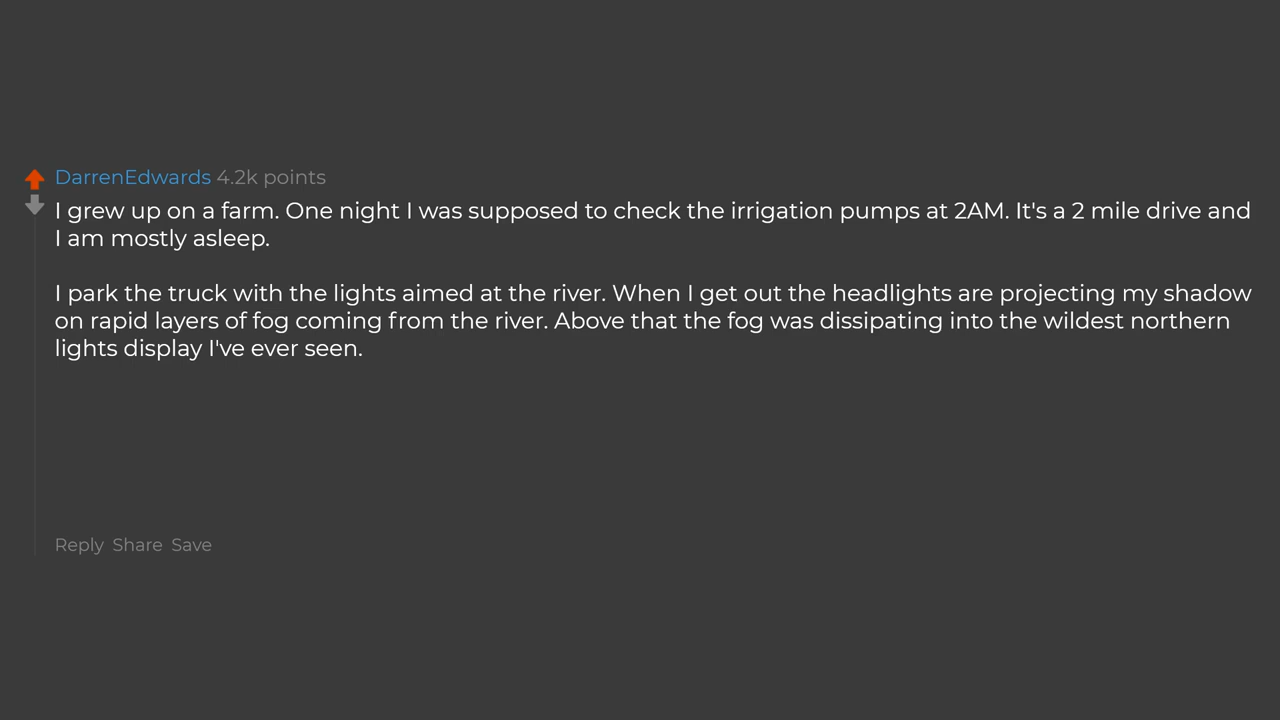 DarrenEdwards 4.2k points
I grew up on a farm. One night I was supposed to check the irrigation pumps at 2AM. It's a 2 mile drive and
I am mostly asleep.
I park the truck with the lights aimed at the river. When I get out the headlights are projecting my shadow
on rapid layers of fog coming from the river. Above that the fog was dissipating into the wildest northern
lights display I've ever seen.
Reply Share Save